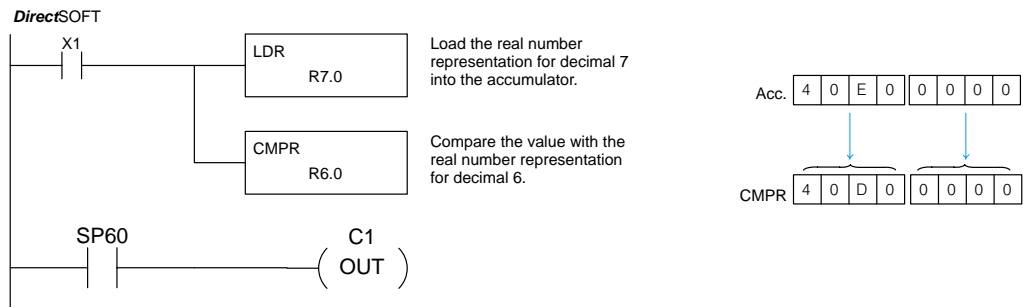 DirectSOFT
X1
LDR
R7.0
Load the real number
representation for decimal 7
into the accumulator.
Acc. 4 0 E 0 0 0 0 0
CMPR
R6.0
Compare the value with the
real number representation
for decimal 6.
CMPR 4 0 D 0 0 0 0 0
SP60
C1
OUT